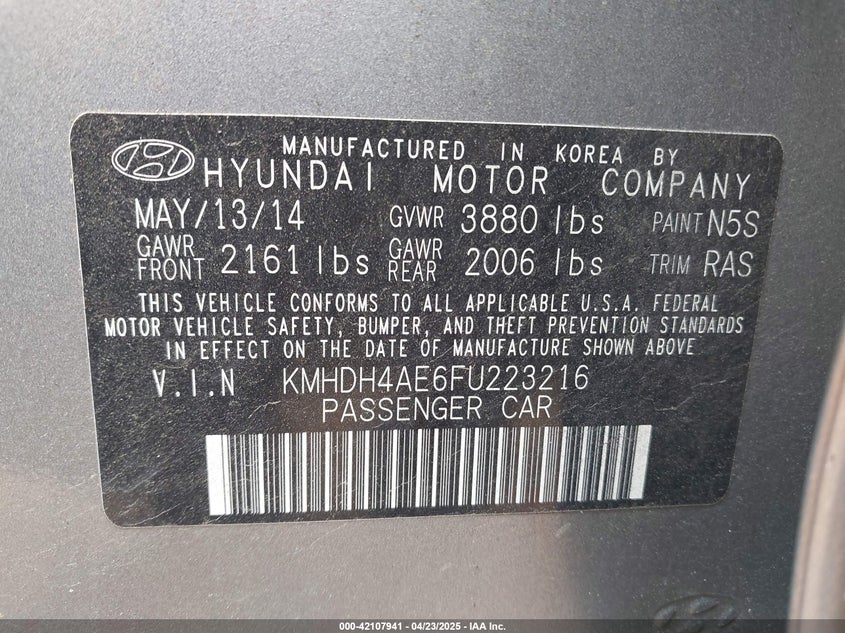 MANUFACTURED IN KOREA BY
HYUNDAI MOTOR COMPANY
MAY/13/14 GVWR 3880 lbs PAINT N5S
GAWR FRONT 2161 lbs GAWR REAR 2006 lbs TRIM RAS
THIS VEHICLE CONFORMS TO ALL APPLICABLE U.S.A. FEDERAL
MOTOR VEHICLE SAFETY, BUMPER, AND THEFT PREVENTION STANDARDS
IN EFFECT ON THE DATE OF MANUFACTURE SHOWN ABOVE
V.I.N KMHDH4AE6FU223216
PASSENGER CAR
000-42107941 - 04/23/2025 - IAA Inc.